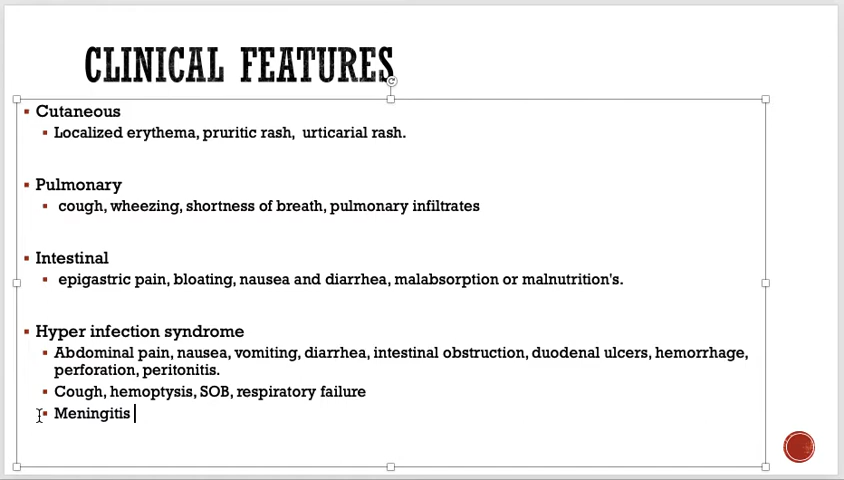 CLINICAL FEATURES
Cutaneous
Localized erythema, pruritic rash, urticarial rash.
Pulmonary
cough, wheezing, shortness of breath, pulmonary infiltrates
Intestinal
epigastric pain, bloating, nausea and diarrhea, malabsorption or malnutrition's.
Hyper infection syndrome
Abdominal pain, nausea, vomiting, diarrhea, intestinal obstruction, duodenal ulcers, hemorrhage,
perforation, peritonitis.
Cough, hemoptysis, SOB, respiratory failure
Meningitis